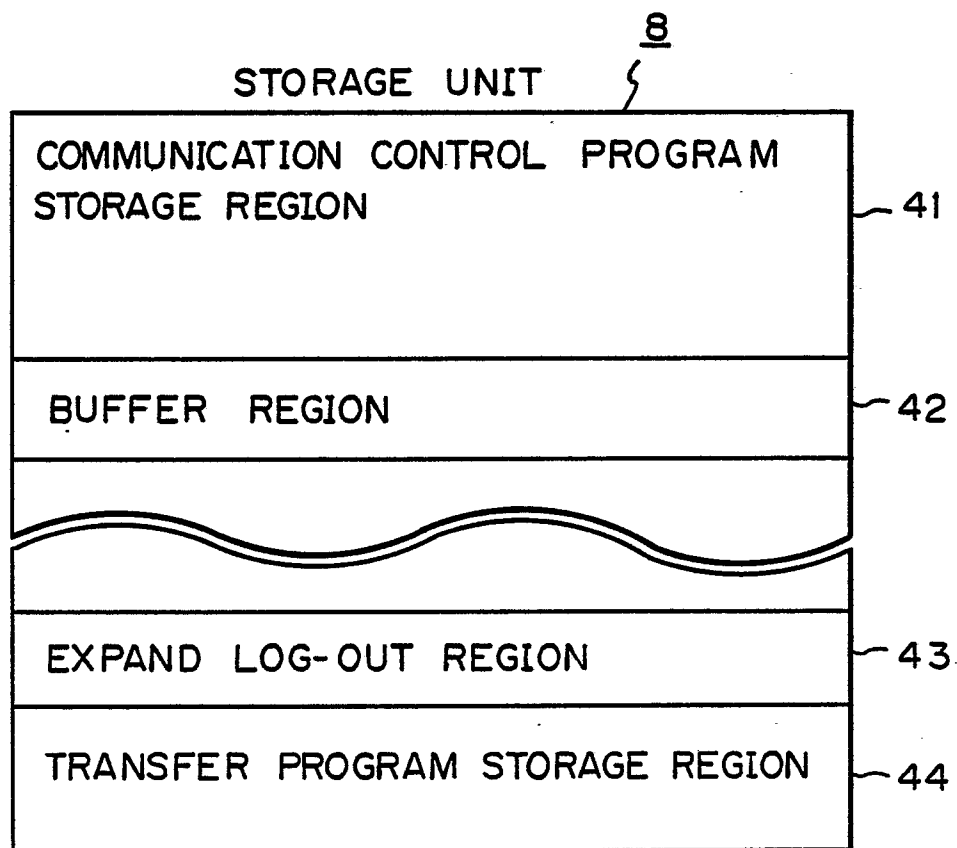 8
STORAGE UNIT
COMMUNICATION CONTROL PROGRAM
STORAGE REGION
41
BUFFER REGION
42
EXPAND LOG-OUT REGION
43
TRANSFER PROGRAM STORAGE REGION
44